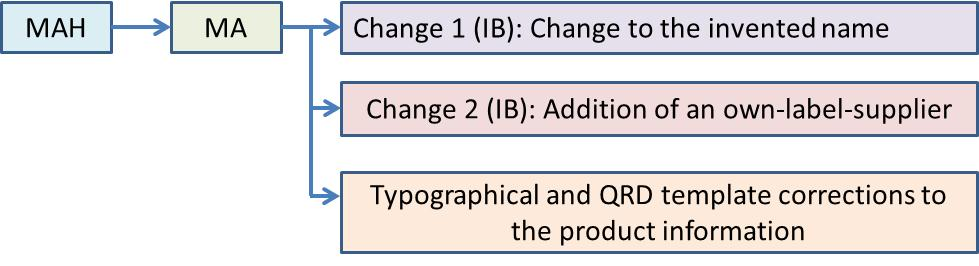 MAH
MA
Change 1 (IB): Change to the invented name
Change 2 (IB): Addition of an own-label-supplier
Typographical and QRD template corrections to
the product information